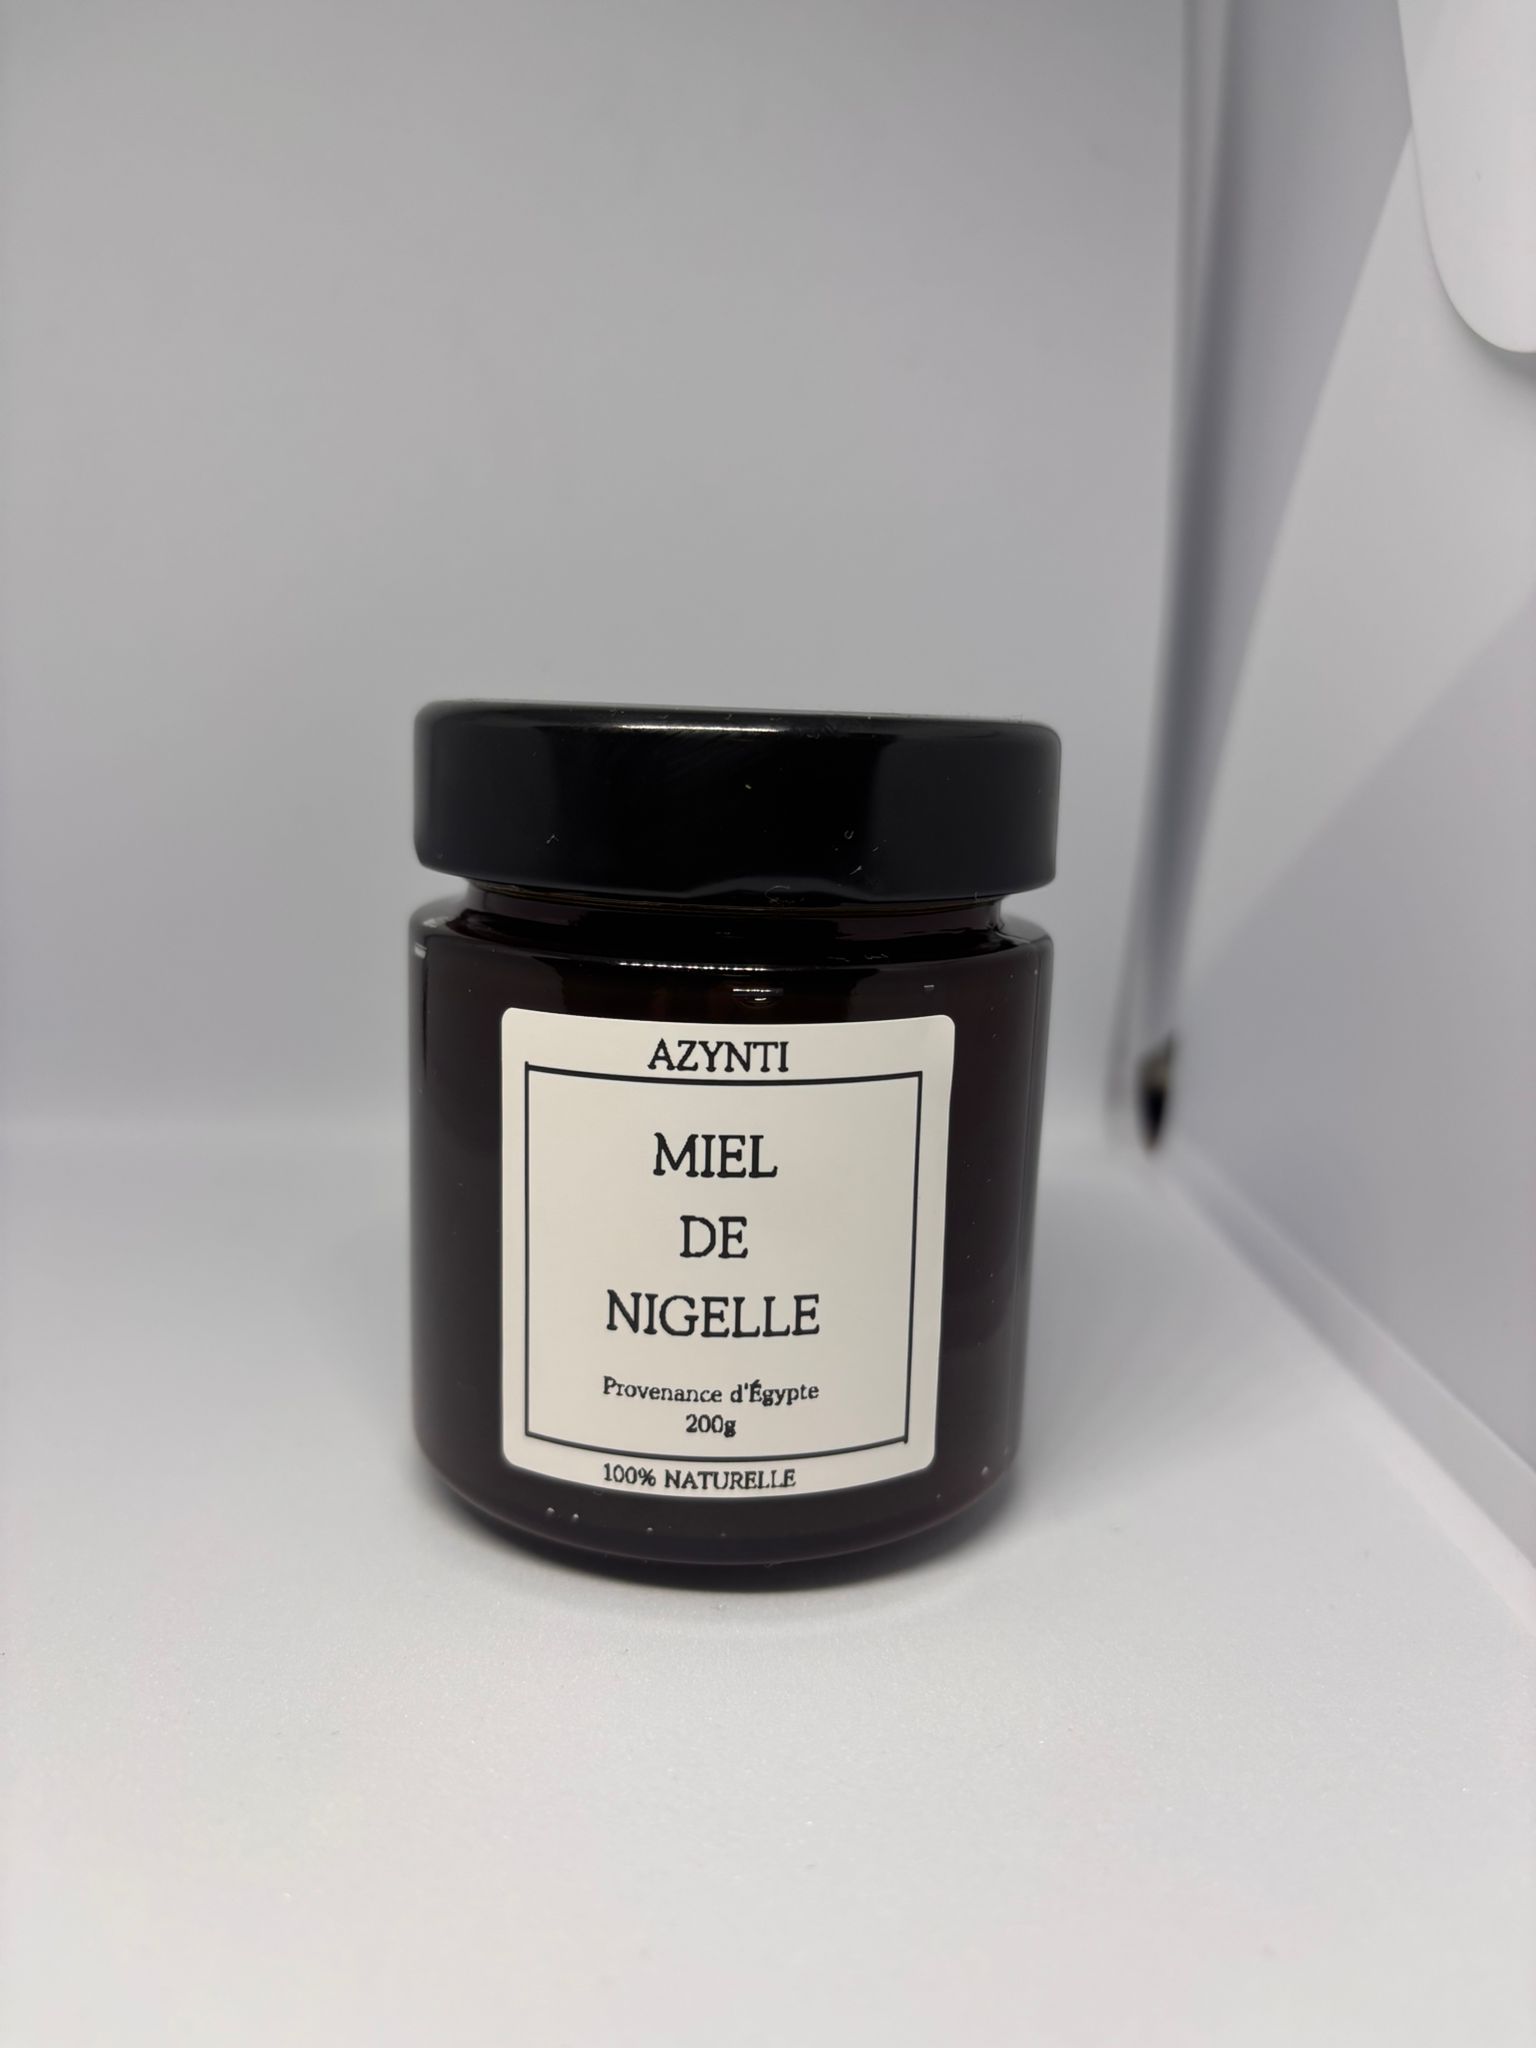 AZYNTI
MIEL
DE
NIGELLE
Provenance d'Égypte
200g
100% NATURELLE